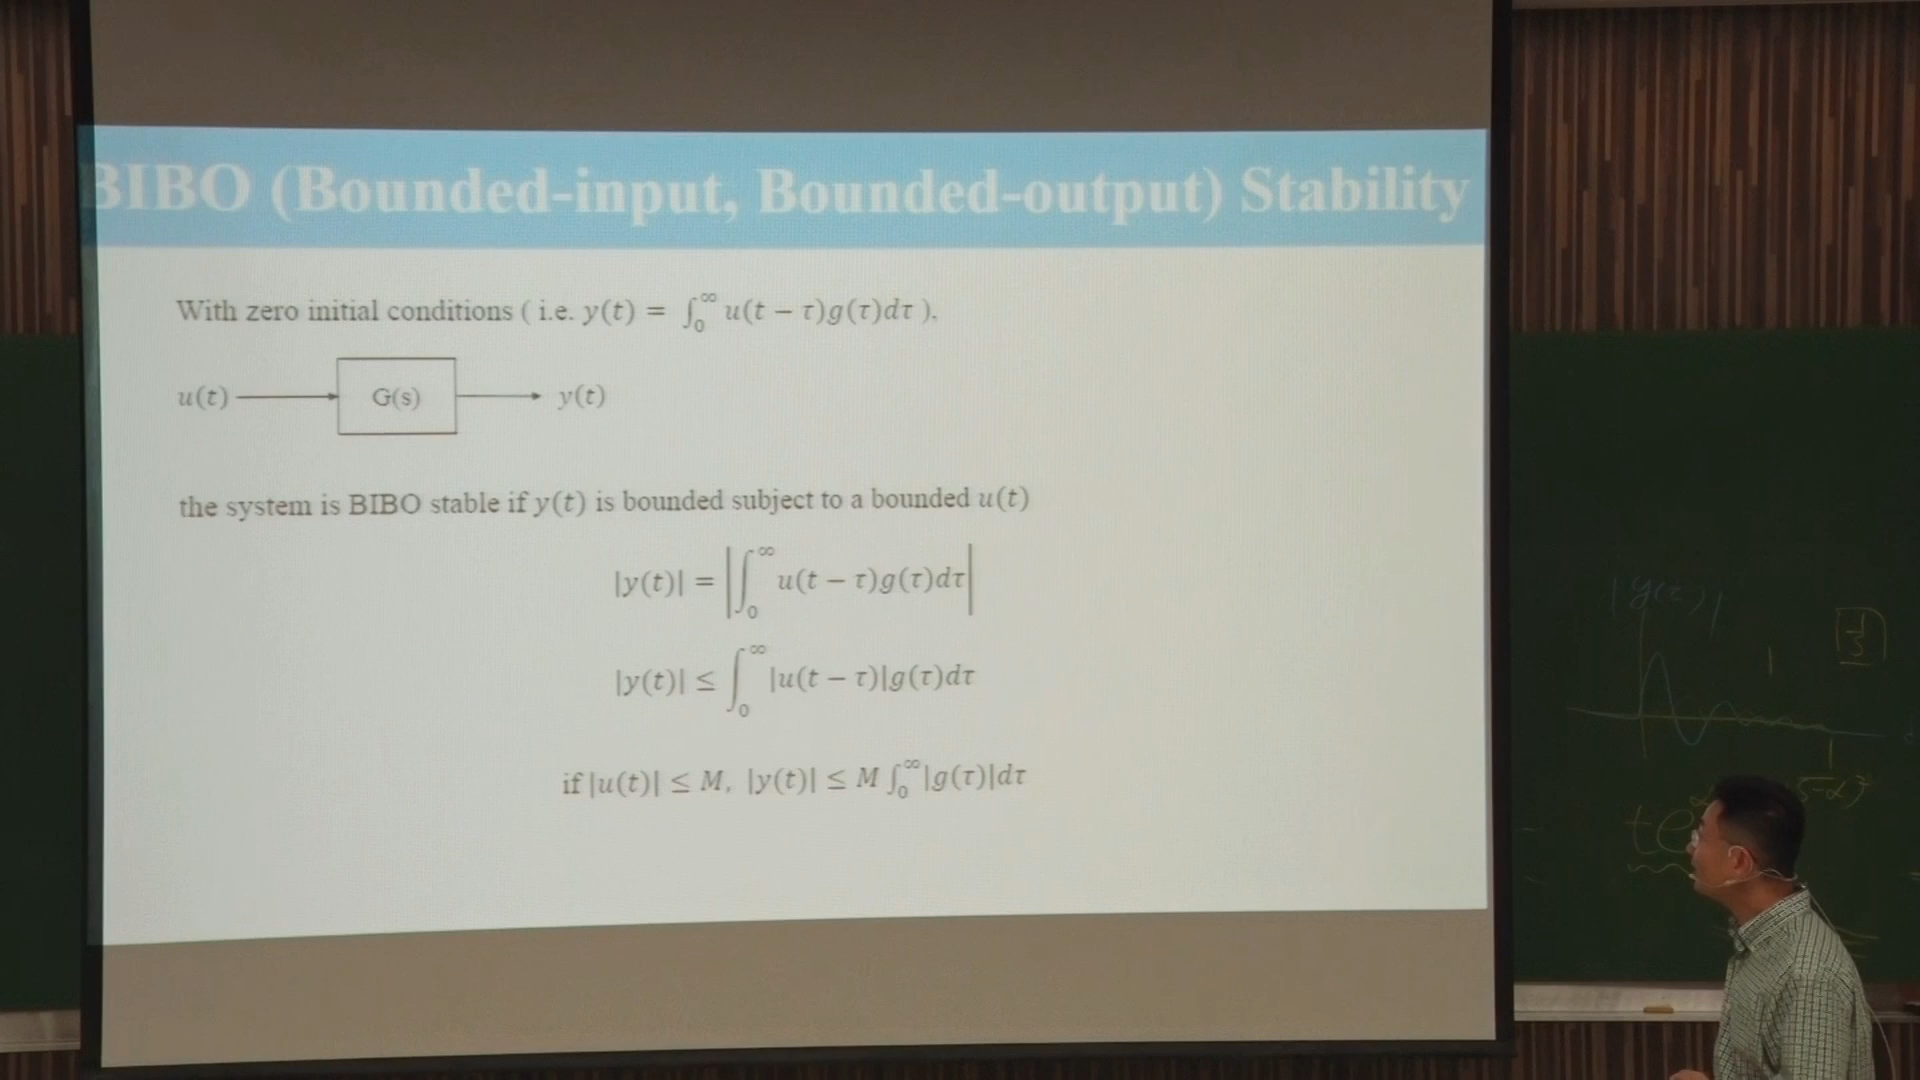 BIBO (Bounded-input, Bounded-output) Stability
With zero initial conditions ( i.e. y(t) = ∫₀^∞ u(t − τ)g(τ)dτ ),
u(t) G(s) y(t)
the system is BIBO stable if y(t) is bounded subject to a bounded u(t)
|y(t)| = |∫₀^∞ u(t − τ)g(τ)dτ|
|y(t)| ≤ ∫₀^∞ |u(t − τ)|g(τ)dτ
if |u(t)| ≤ M, |y(t)| ≤ M ∫₀^∞ |g(τ)|dτ
|y(t)|